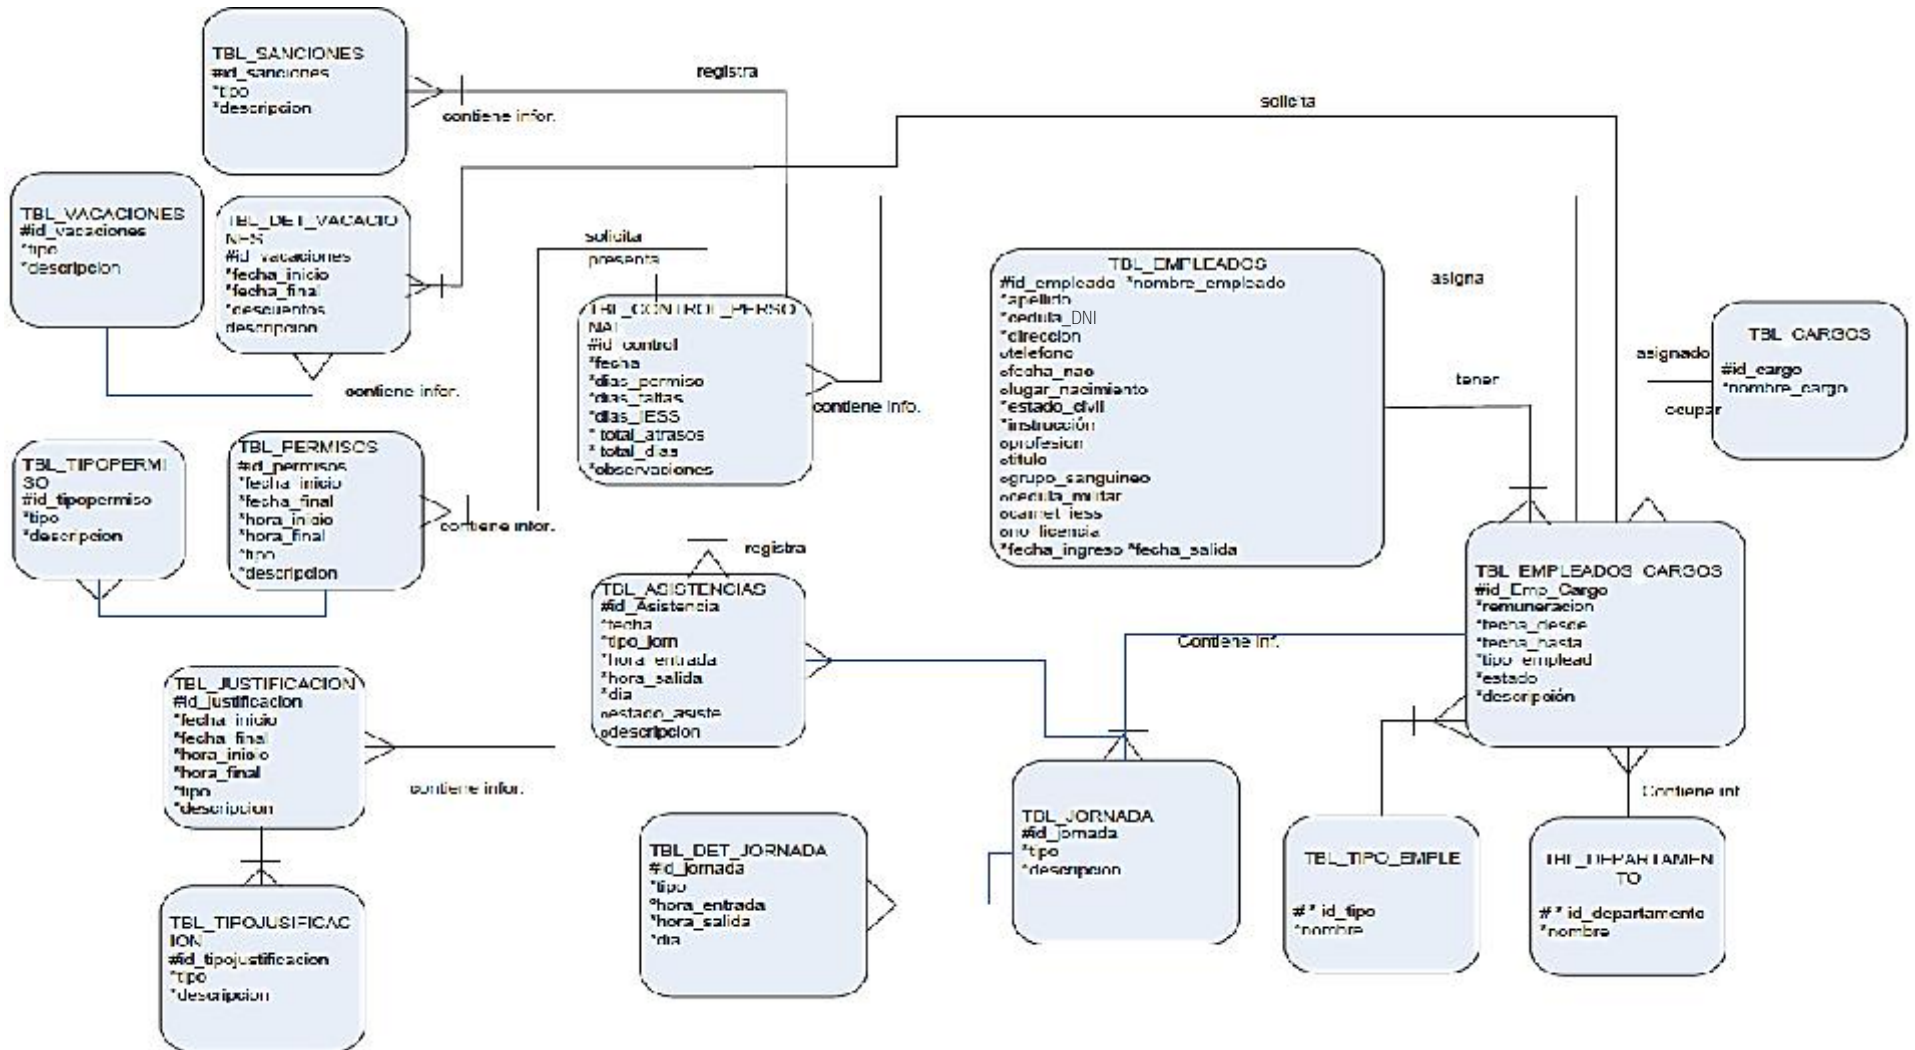 TBL_SANCIONES
#id_sanciones
*tipo
*descripcion
registra
contiene infor.
solicita
TBL_VACACIONES
#id_vacaciones
*tipo
*descripcion
TBL_DET_VACACIO
NES
#id_vacaciones
*fecha_inicio
*fecha_final
*descuentos
descripcion
contiene infor.
solicita
presenta
TBL_CONTROL_PERSO
NAL
#id_control
*fecha
*dias_permiso
*dias_faltas
*dias_IESS
* total_atrasos
* total_dias
*observaciones
contiene info.
TBL_EMPLEADOS
#id_empleado *nombre_empleado
*apellido
*cedula_DNI
*direccion
otelefono
ofecha_nac
olugar_nacimiento
*estado_civil
*instrucción
oprofesion
otitulo
ogrupo_sanguineo
ocedula_militar
ocarnet_iess
ono_licencia
*fecha_ingreso *fecha_salida
asigna
tener
asignado
ocupar
TBL_CARGOS
#id_cargo
*nombre_cargo
TBL_TIPOPERMI
SO
#id_tipopermiso
*tipo
*descripcion
TBL_PERMISOS
#id_permisos
*fecha_inicio
*fecha_final
*hora_inicio
*hora_final
*tipo
*descripcion
contiene infor.
registra
TBL_ASISTENCIAS
#id_Asistencia
*fecha
*tipo_jorn
*hora_entrada
*hora_salida
*dia
oestado_asiste
odescripcion
TBL_EMPLEADOS_CARGOS
#id_Emp_Cargo
*remuneracion
*fecha_desde
*fecha_hasta
*tipo_emplead
*estado
*descripción
Contiene inf.
TBL_JUSTIFICACION
#id_justificacion
*fecha_inicio
*fecha_final
*hora_inicio
*hora_final
*tipo
*descripcion
contiene infor.
TBL_TIPOJUSIFICAC
ION
#id_tipojustificacion
*tipo
*descripcion
TBL_DET_JORNADA
#id_jornada
*tipo
*hora_entrada
*hora_salida
*dia
TBL_JORNADA
#id_jornada
*tipo
*descripcion
Contiene inf
TBL_TIPO_EMPLE
# * id_tipo
*nombre
TBL_DEPARTAMEN
TO
# * id_departamento
*nombre